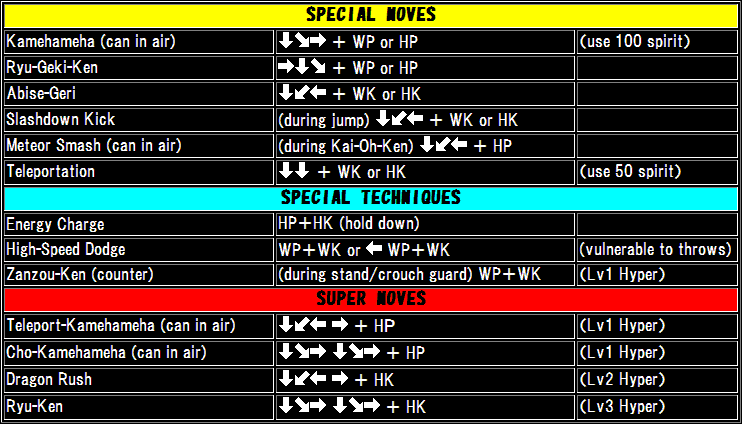 SPECIAL MOVES
Kamehameha (can in air) ⬇⬊➡ + WP or HP (use 100 spirit)
Ryu-Geki-Ken ➡⬇⬊ + WP or HP
Abise-Geri ⬇⬋⬅ + WK or HK
Slashdown Kick (during jump) ⬇⬋⬅ + WK or HK
Meteor Smash (can in air) (during Kai-Oh-Ken) ⬇⬋⬅ + HP
Teleportation ⬇⬇ + WK or HK (use 50 spirit)
SPECIAL TECHNIQUES
Energy Charge HP+HK (hold down)
High-Speed Dodge WP+WK or ⬅ WP+WK (vulnerable to throws)
Zanzou-Ken (counter) (during stand/crouch guard) WP+WK (Lv1 Hyper)
SUPER MOVES
Teleport-Kamehameha (can in air) ⬇⬋⬅ ➡ + HP (Lv1 Hyper)
Cho-Kamehameha (can in air) ⬇⬊➡ ⬇⬊➡ + HP (Lv1 Hyper)
Dragon Rush ⬇⬋⬅ ➡ + HK (Lv2 Hyper)
Ryu-Ken ⬇⬊➡ ⬇⬊➡ + HK (Lv3 Hyper)